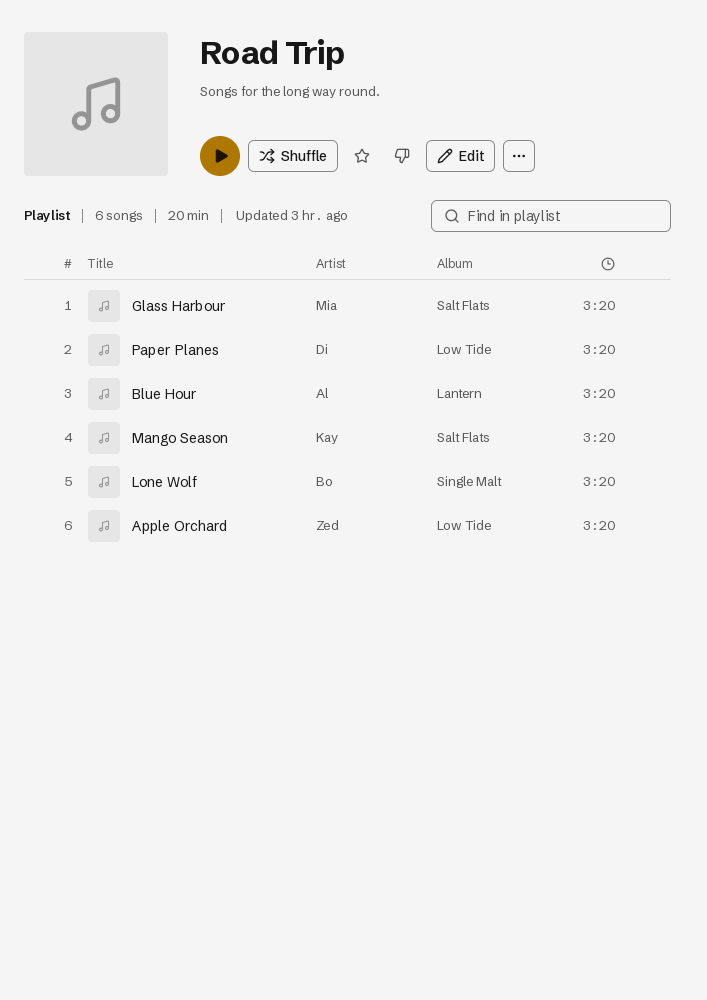 Road Trip
Songs for the long way round.
Shuffle Edit
Playlist 6 songs 20 min Updated 3 hr. ago Find in playlist
# Title Artist Album
1 Glass Harbour Mia Salt Flats 3:20
2 Paper Planes Di Low Tide 3:20
3 Blue Hour Al Lantern 3:20
4 Mango Season Kay Salt Flats 3:20
5 Lone Wolf Bo Single Malt 3:20
6 Apple Orchard Zed Low Tide 3:20